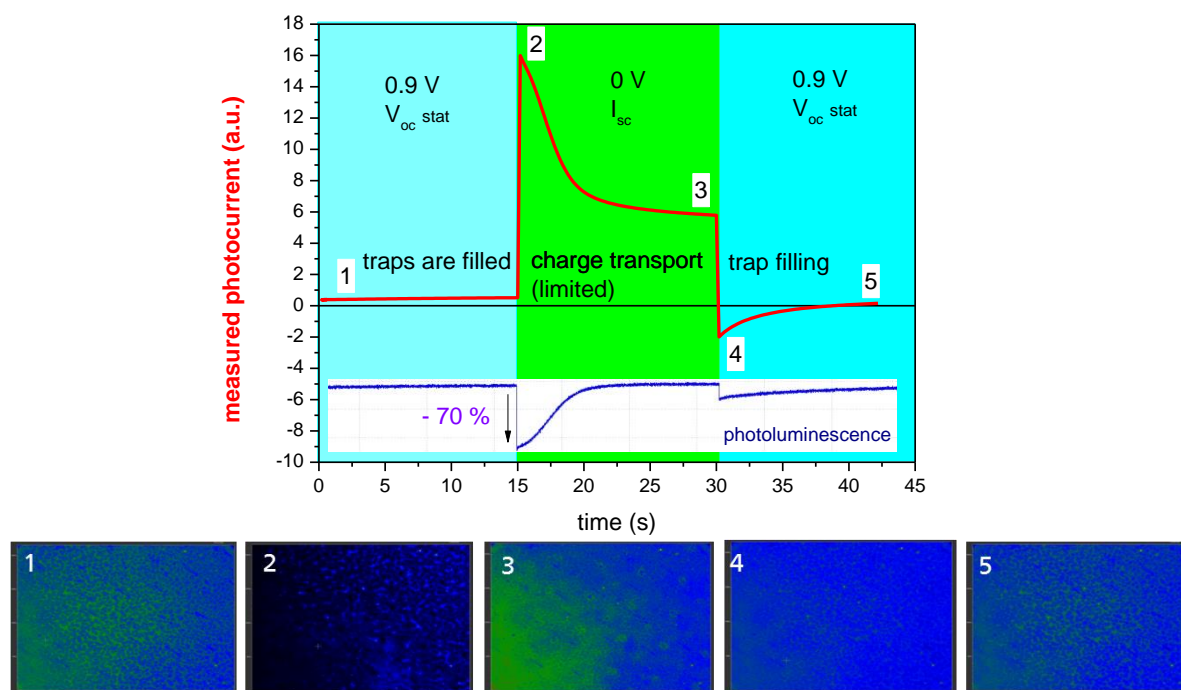 measured photocurrent (a.u.)
18
16
14
12
10
8
6
4
2
0
-2
-4
-6
-8
-10
0.9 V
V_oc stat
2
0 V
I_sc
0.9 V
V_oc stat
3
1
traps are filled
charge transport
(limited)
trap filling
5
4
- 70 %
photoluminescence
0 5 10 15 20 25 30 35 40 45
time (s)
1 2 3 4 5